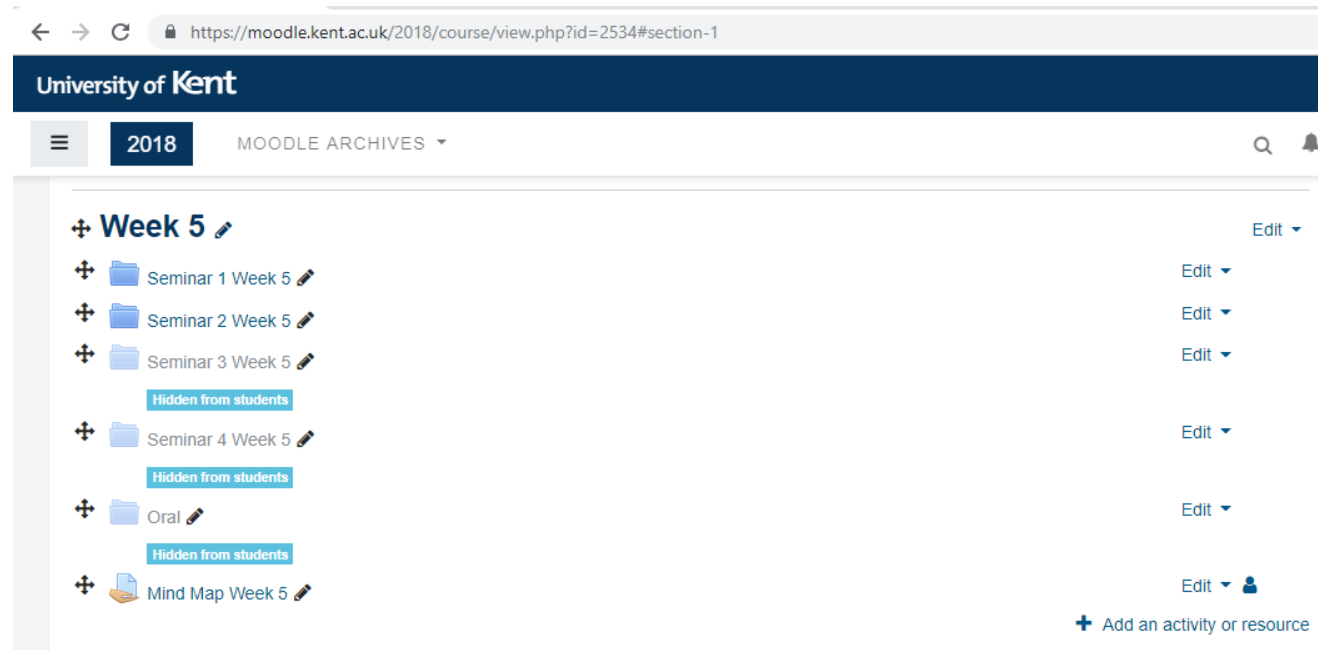 https://moodle.kent.ac.uk/2018/course/view.php?id=2534#section-1
University of Kent
2018 MOODLE ARCHIVES
Week 5 Edit
Seminar 1 Week 5 Edit
Seminar 2 Week 5 Edit
Seminar 3 Week 5 Edit
Hidden from students
Seminar 4 Week 5 Edit
Hidden from students
Oral Edit
Hidden from students
Mind Map Week 5 Edit
Add an activity or resource